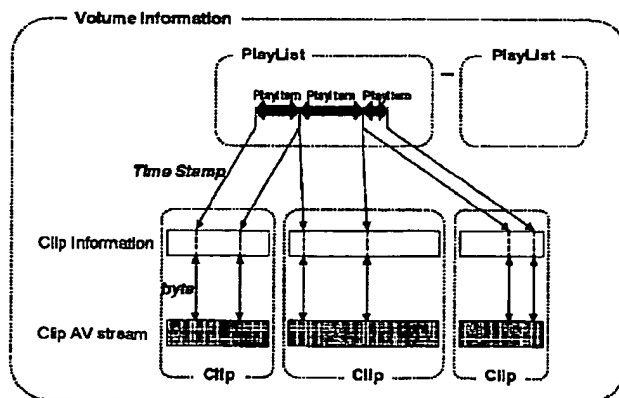 Volume Information
PlayList
PlayList
PlayItem PlayItem PlayItem
Time Stamp
Clip Information
byte
Clip AV stream
Clip
Clip
Clip